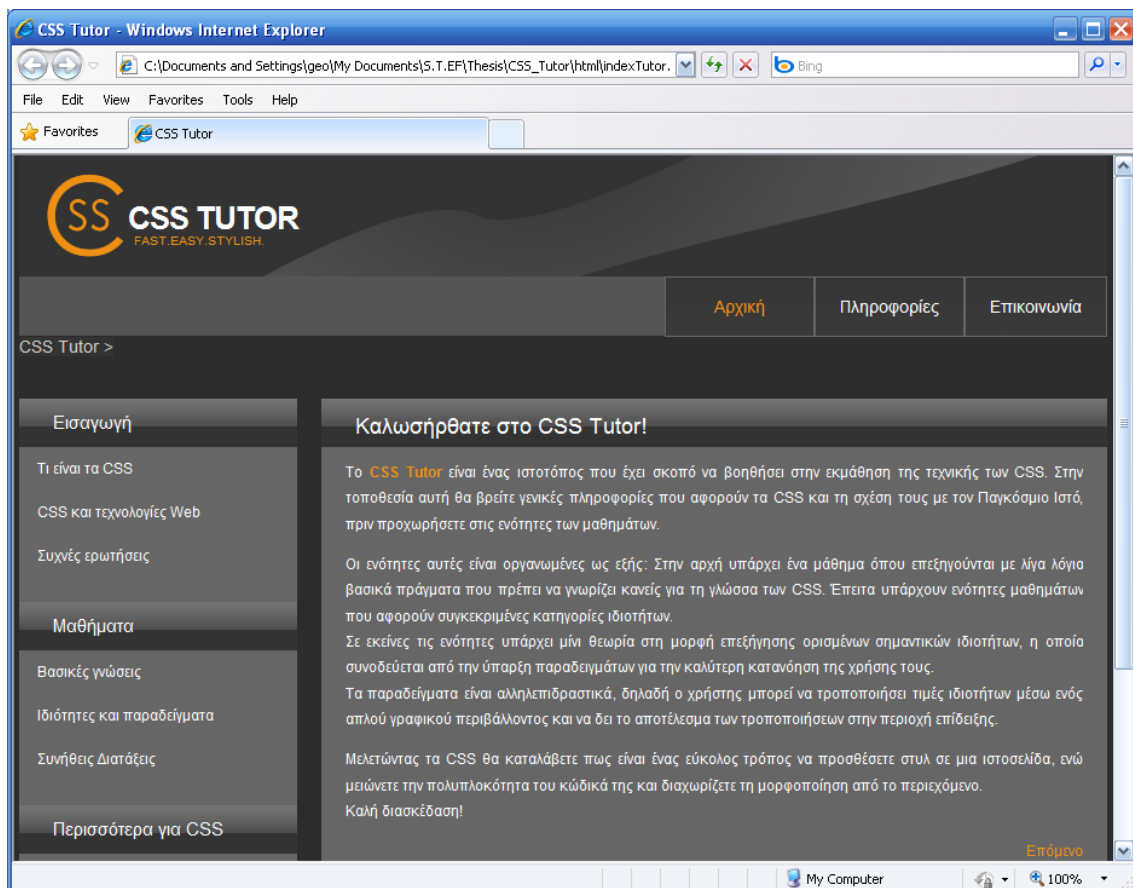 CSS Tutor - Windows Internet Explorer
C:\Documents and Settings\geo\My Documents\S.T.EF\Thesis\CSS_Tutor\html\indexTutor.
Bing
File Edit View Favorites Tools Help
Favorites
CSS Tutor
CSS
CSS TUTOR
FAST.EASY.STYLISH.
Αρχική
Πληροφορίες
Επικοινωνία
CSS Tutor >
Εισαγωγή
Τι είναι τα CSS
CSS και τεχνολογίες Web
Συχνές ερωτήσεις
Μαθήματα
Βασικές γνώσεις
Ιδιότητες και παραδείγματα
Συνήθεις Διατάξεις
Περισσότερα για CSS
Καλωσήρθατε στο CSS Tutor!
Το CSS Tutor είναι ένας ιστοτόπος που έχει σκοπό να βοηθήσει στην εκμάθηση της τεχνικής των CSS. Στην
τοποθεσία αυτή θα βρείτε γενικές πληροφορίες που αφορούν τα CSS και τη σχέση τους με τον Παγκόσμιο Ιστό,
πριν προχωρήσετε στις ενότητες των μαθημάτων.
Οι ενότητες αυτές είναι οργανωμένες ως εξής: Στην αρχή υπάρχει ένα μάθημα όπου επεξηγούνται με λίγα λόγια
βασικά πράγματα που πρέπει να γνωρίζει κανείς για τη γλώσσα των CSS. Έπειτα υπάρχουν ενότητες μαθημάτων
που αφορούν συγκεκριμένες κατηγορίες ιδιοτήτων.
Σε εκείνες τις ενότητες υπάρχει μίνι θεωρία στη μορφή επεξήγησης ορισμένων σημαντικών ιδιοτήτων, η οποία
συνοδεύεται από την ύπαρξη παραδειγμάτων για την καλύτερη κατανόηση της χρήσης τους.
Τα παραδείγματα είναι αλληλεπιδραστικά, δηλαδή ο χρήστης μπορεί να τροποποιήσει τιμές ιδιοτήτων μέσω ενός
απλού γραφικού περιβάλλοντος και να δει το αποτέλεσμα των τροποποιήσεων στην περιοχή επίδειξης.
Μελετώντας τα CSS θα καταλάβετε πως είναι ένας εύκολος τρόπος να προσθέσετε στυλ σε μια ιστοσελίδα, ενώ
μειώνετε την πολυπλοκότητα του κώδικά της και διαχωρίζετε τη μορφοποίηση από το περιεχόμενο.
Καλή διασκέδαση!
Επόμενο
My Computer
100%